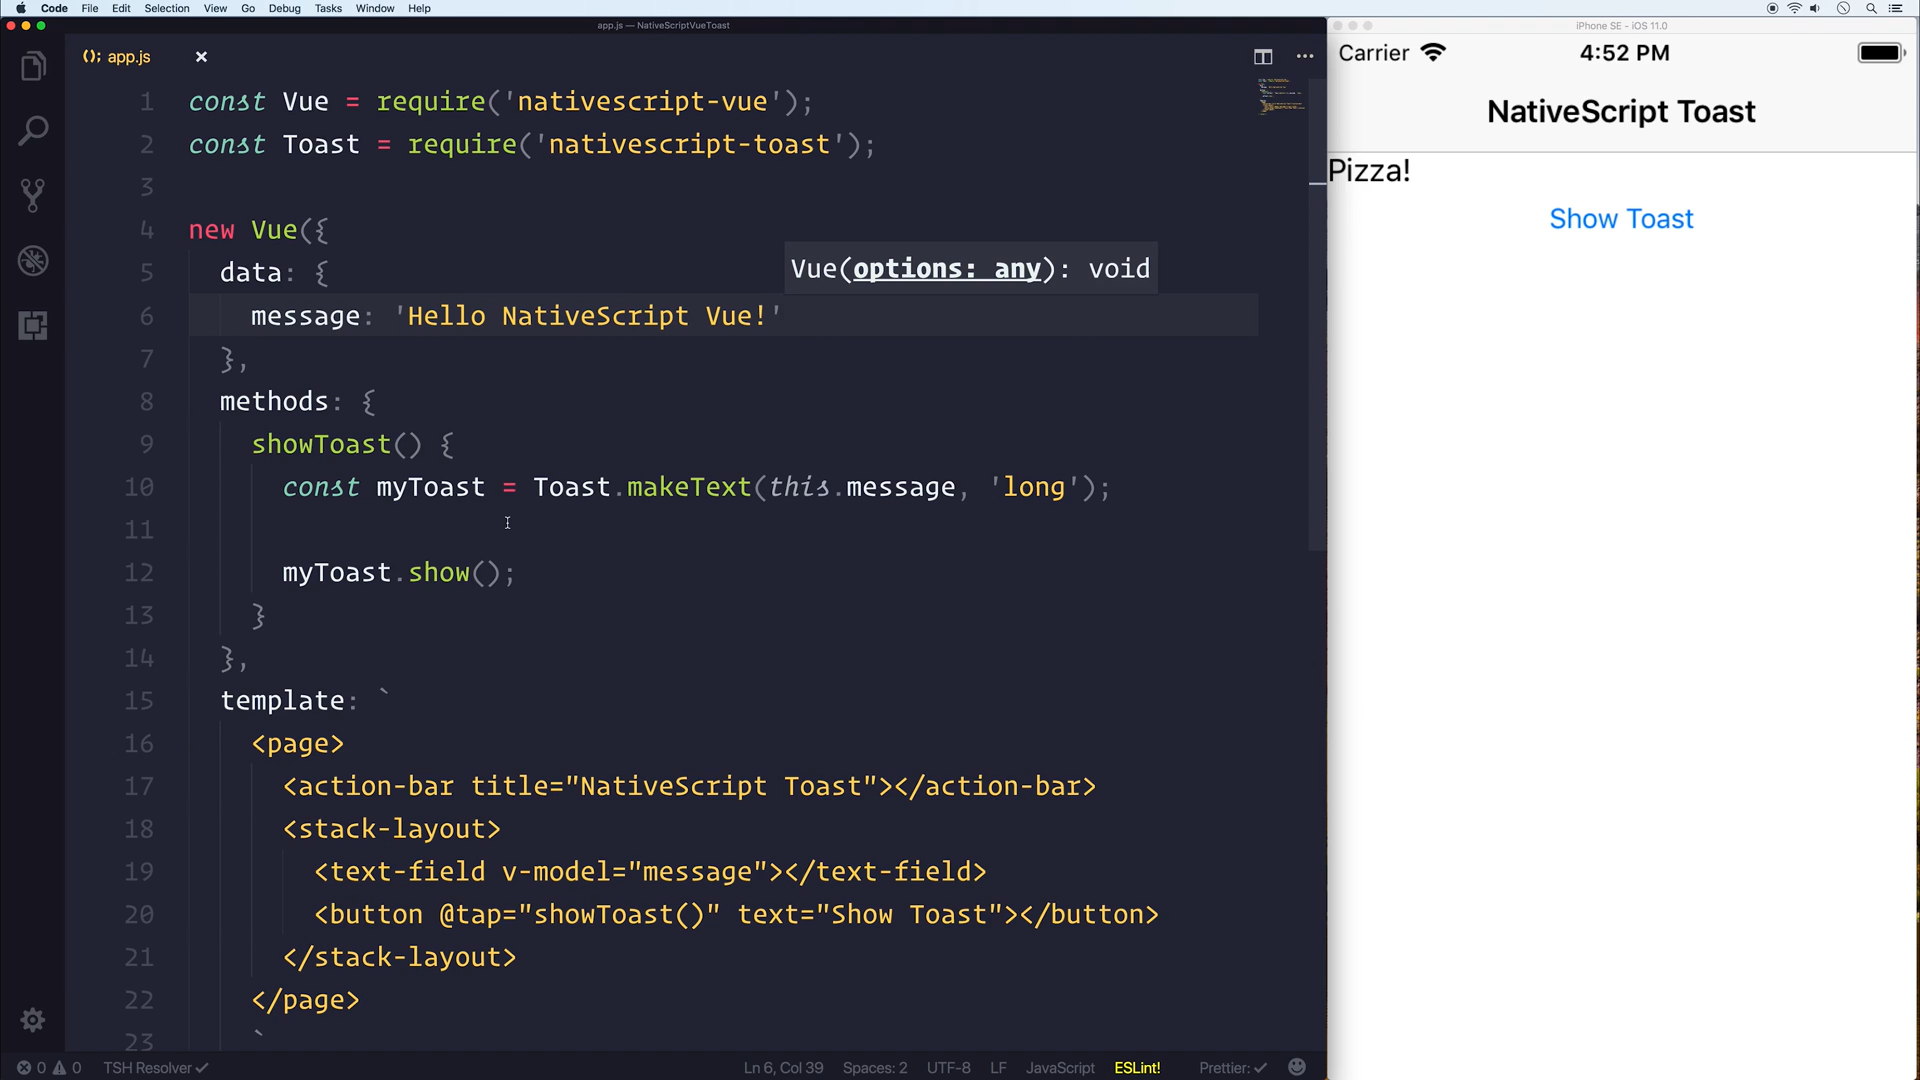 Code File Edit Selection View Go Debug Tasks Window Help
app.js — NativeScriptVueToast
app.js
1 const Vue = require('nativescript-vue');
2 const Toast = require('nativescript-toast');
3
4 new Vue({
5 data: {
Vue(options: any): void
6 message: 'Hello NativeScript Vue!'
7 },
8 methods: {
9 showToast() {
10 const myToast = Toast.makeText(this.message, 'long');
11
12 myToast.show();
13 }
14 },
15 template: `
16 <page>
17 <action-bar title="NativeScript Toast"></action-bar>
18 <stack-layout>
19 <text-field v-model="message"></text-field>
20 <button @tap="showToast()" text="Show Toast"></button>
21 </stack-layout>
22 </page>
23 `
0 0 TSH Resolver Ln 6, Col 39 Spaces: 2 UTF-8 LF JavaScript ESLint! Prettier:
iPhone SE - iOS 11.0
Carrier 4:52 PM
NativeScript Toast
Pizza!
Show Toast